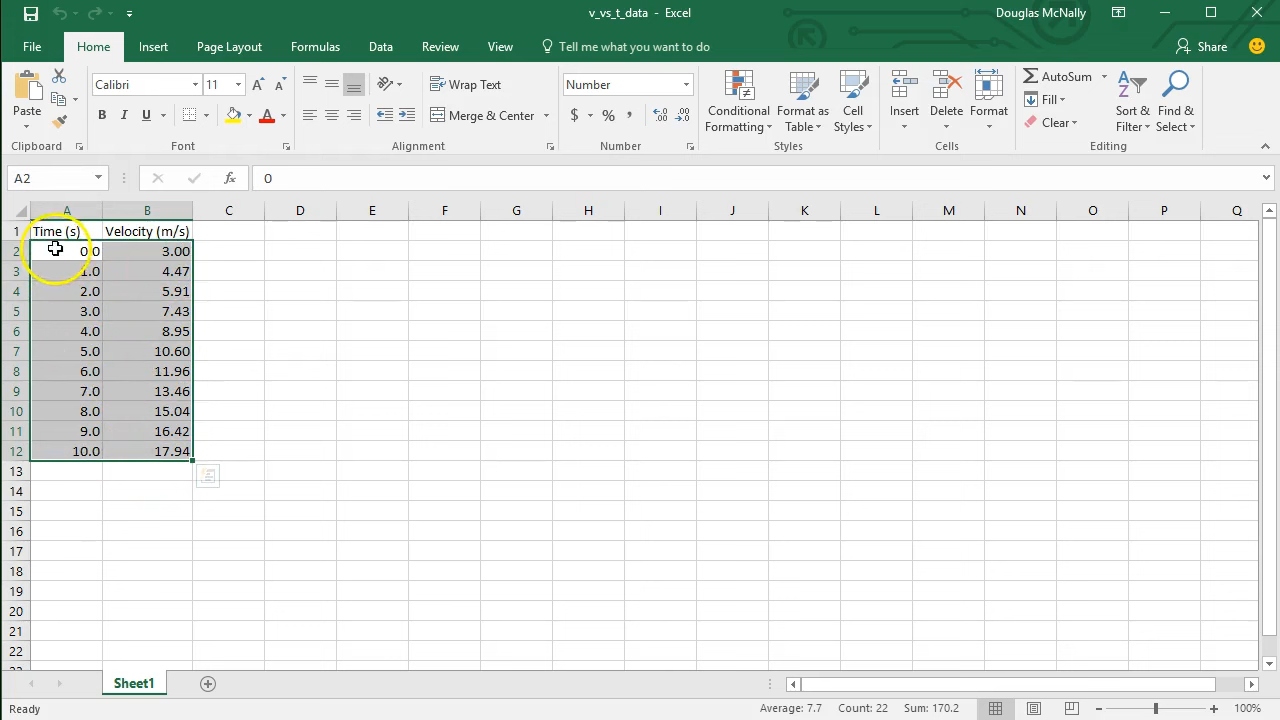 v_vs_t_data - Excel
Douglas McNally
File Home Insert Page Layout Formulas Data Review View Tell me what you want to do Share
Paste
Calibri 11 A A
B I U A
Wrap Text
Merge & Center
Number
$ % ,
Conditional Formatting
Format as Table
Cell Styles
Insert
Delete
Format
AutoSum
Fill
Clear
Sort & Filter
Find & Select
Clipboard Font Alignment Number Styles Cells Editing
A2 fx 0
A B C D E F G H I J K L M N O P Q
1 Time (s) Velocity (m/s)
2 0.0 3.00
3 1.0 4.47
4 2.0 5.91
5 3.0 7.43
6 4.0 8.95
7 5.0 10.60
8 6.0 11.96
9 7.0 13.46
10 8.0 15.04
11 9.0 16.42
12 10.0 17.94
13
14
15
16
17
18
19
20
21
22
Sheet1
Ready Average: 7.7 Count: 22 Sum: 170.2 100%